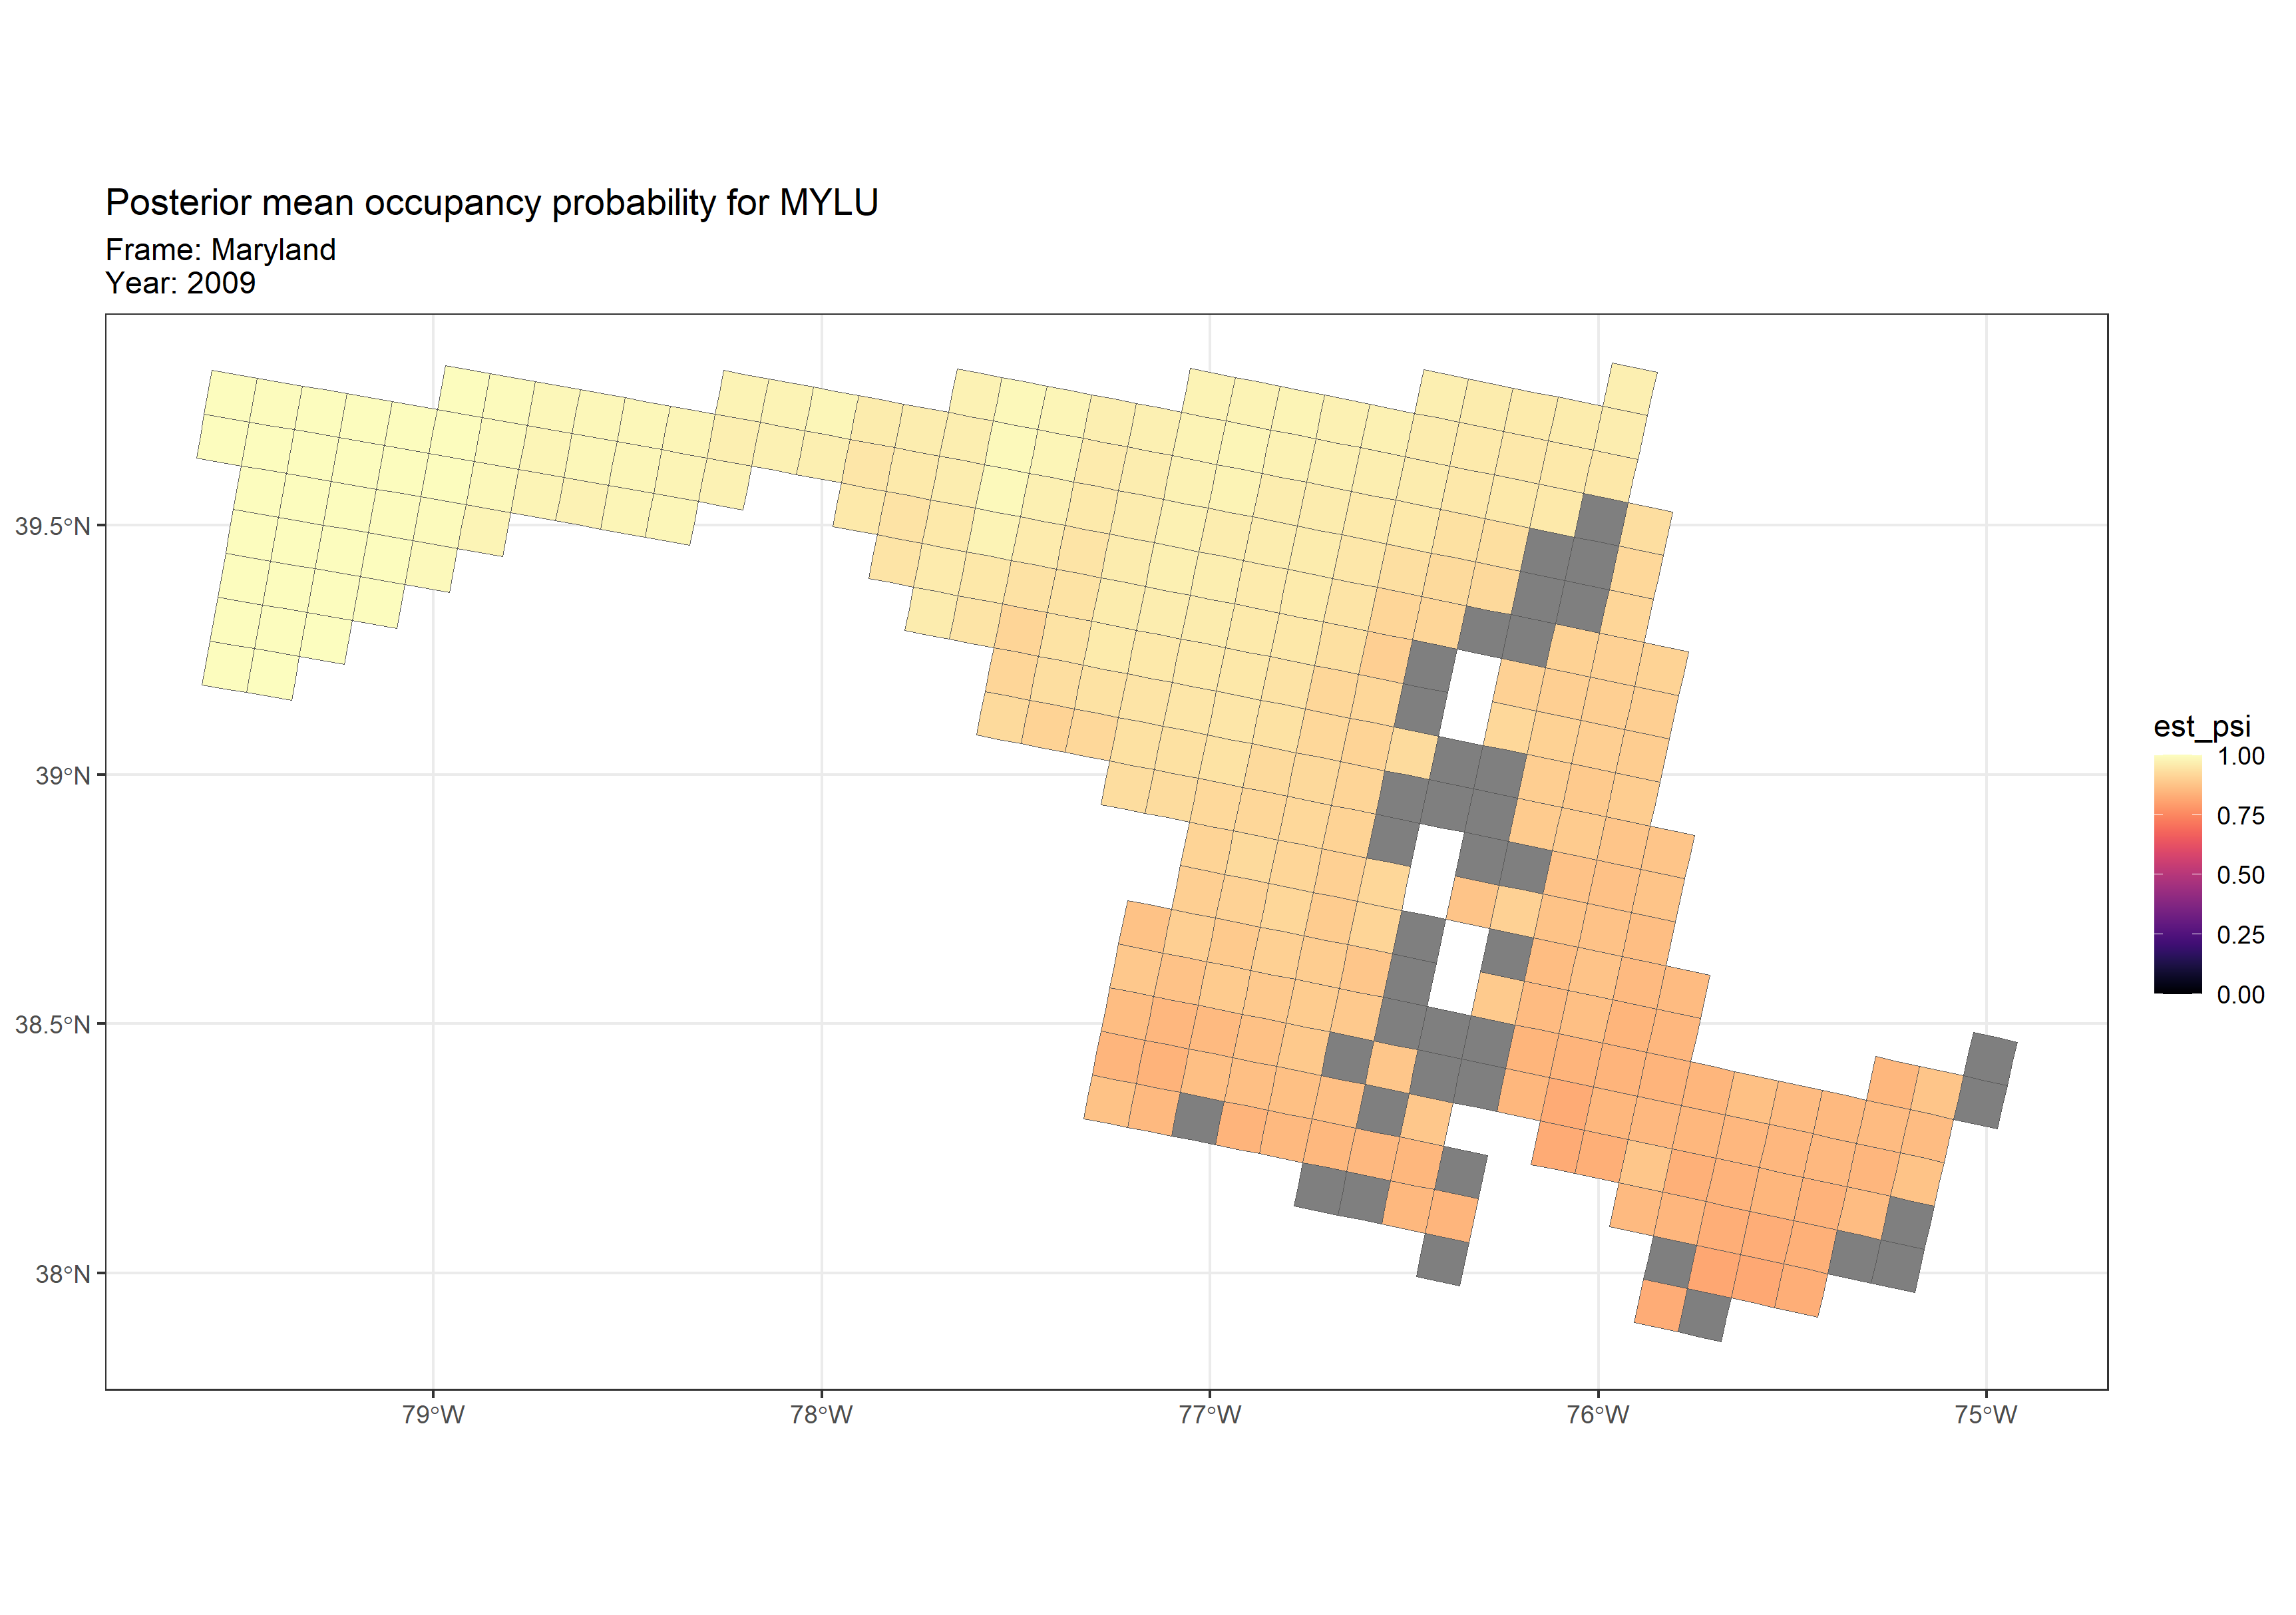 Posterior mean occupancy probability for MYLU
Frame: Maryland
Year: 2009
39.5°N
39°N
38.5°N
38°N
79°W
78°W
77°W
76°W
75°W
est_psi
1.00
0.75
0.50
0.25
0.00